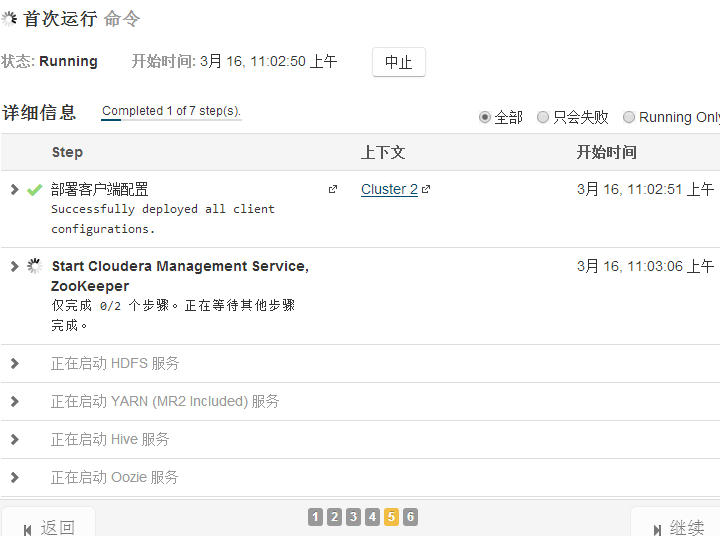 首次运行 命令
状态: Running 开始时间: 3月 16, 11:02:50 上午 中止
详细信息 Completed 1 of 7 step(s).
全部 只会失败 Running Only
Step 上下文 开始时间
部署客户端配置 Cluster 2 3月 16, 11:02:51 上午
Successfully deployed all client
configurations.
Start Cloudera Management Service, 3月 16, 11:03:06 上午
ZooKeeper
仅完成 0/2 个步骤。正在等待其他步骤
完成。
正在启动 HDFS 服务
正在启动 YARN (MR2 Included) 服务
正在启动 Hive 服务
正在启动 Oozie 服务
返回 1 2 3 4 5 6 继续